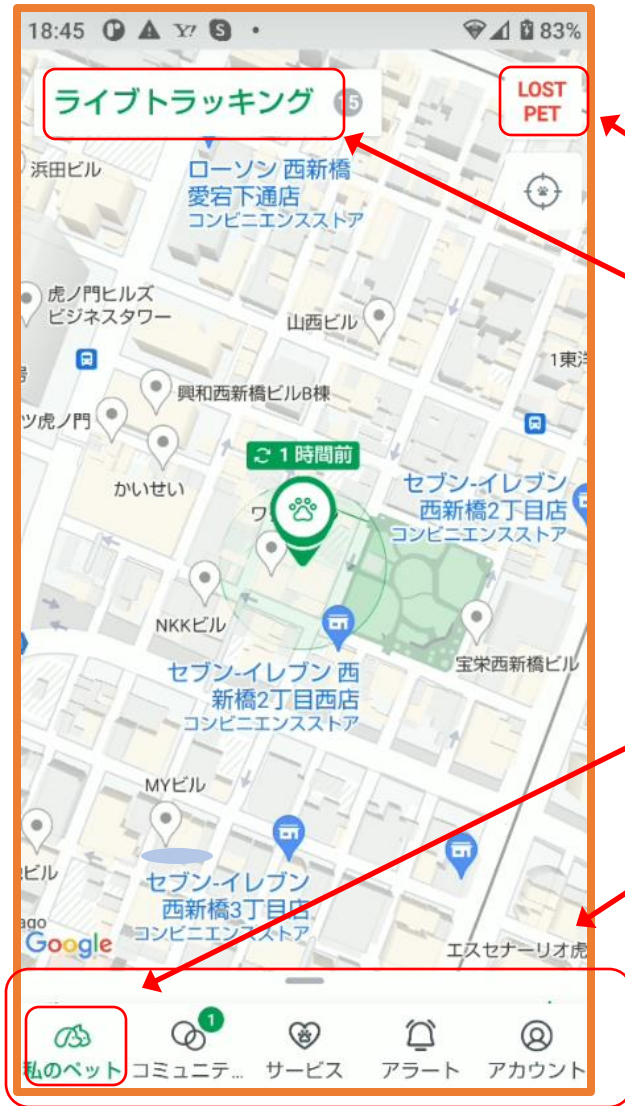 18:45
Y!
S
83%
ライブトラッキング
15
LOST
PET
浜田ビル
ローソン 西新橋
愛宕下通店
コンビニエンスストア
虎ノ門ヒルズ
ビジネスタワー
山西ビル
1東洋
興和西新橋ビルB棟
ツ虎ノ門
1 時間前
かいせい
セブン-イレブン
西新橋2丁目店
コンビニエンスストア
ワ
NKKビル
宝栄西新橋ビル
セブン-イレブン 西
新橋2丁目西店
コンビニエンスストア
MYビル
ビル
セブン-イレブン
西新橋3丁目店
コンビニエンスストア
ago
Google
エスセナーリオ虎
1
私のペット
コミュニテ...
サービス
アラート
アカウント